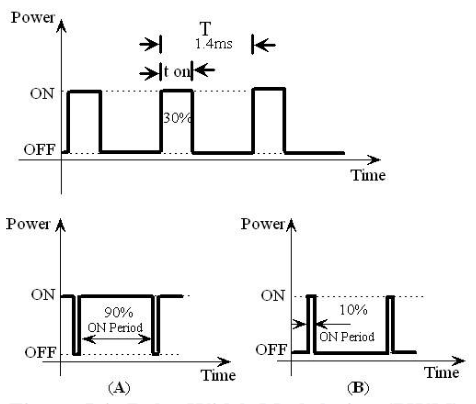 Power
T
1.4ms
t on
ON
30%
OFF
Time
Power
ON
90%
ON Period
OFF
Time
(A)
Power
ON
10%
ON Period
OFF
Time
(B)